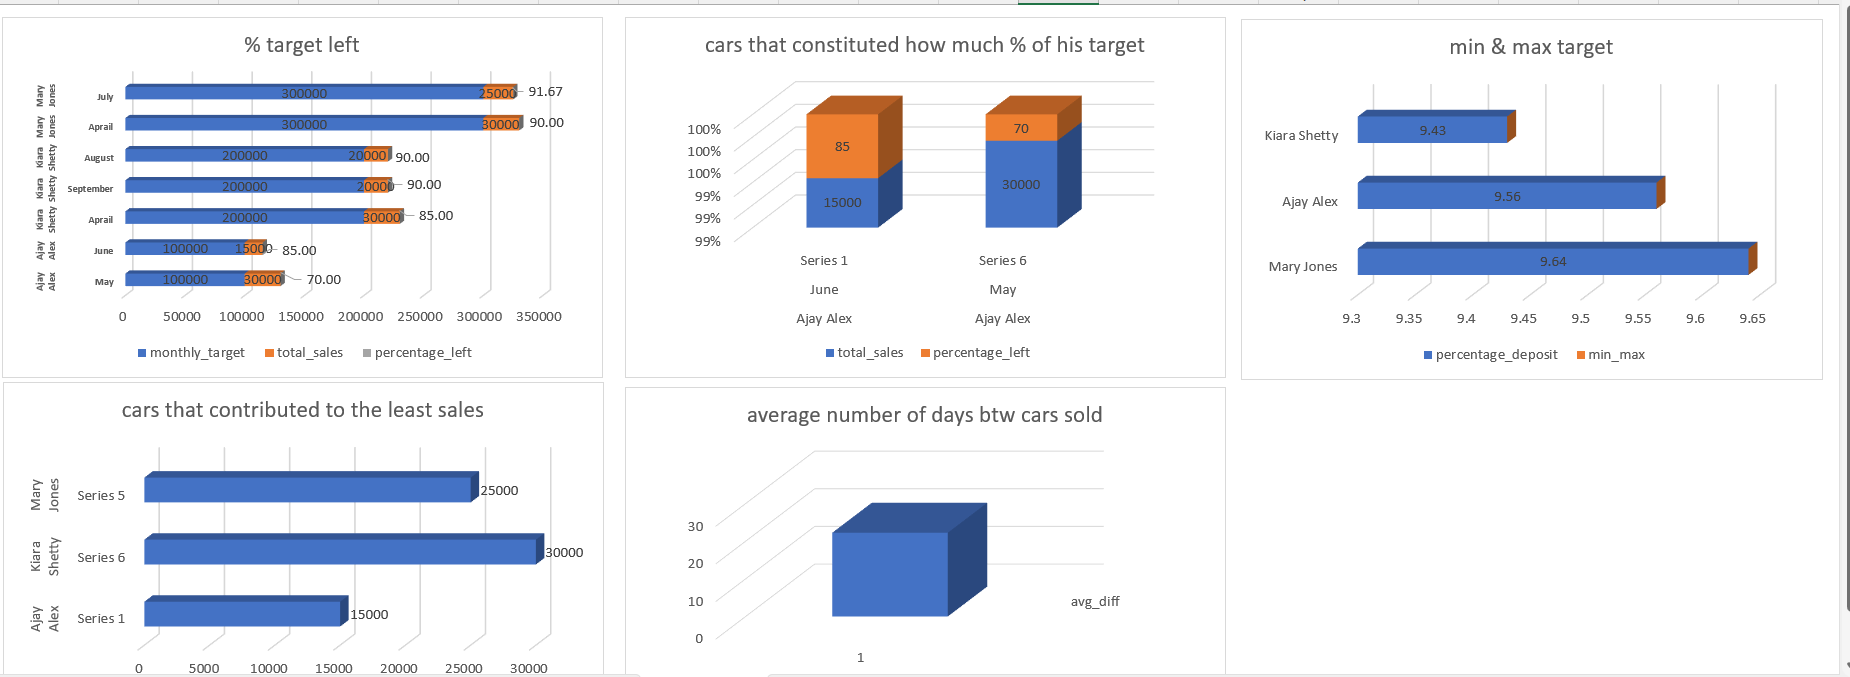 % target left
Mary Jones July 300000 25000 91.67
Mary Jones Aprail 300000 30000 90.00
Kiara Shetty August 200000 20000 90.00
Kiara Shetty September 200000 20000 90.00
Kiara Shetty Aprail 200000 30000 85.00
Ajay Alex June 100000 15000 85.00
Ajay Alex May 100000 30000 70.00
0 50000 100000 150000 200000 250000 300000 350000
monthly_target total_sales percentage_left
cars that constituted how much % of his target
100%
100%
100%
99%
99%
99%
85 70
15000 30000
Series 1 Series 6
June May
Ajay Alex Ajay Alex
total_sales percentage_left
min & max target
Kiara Shetty 9.43
Ajay Alex 9.56
Mary Jones 9.64
9.3 9.35 9.4 9.45 9.5 9.55 9.6 9.65
percentage_deposit min_max
cars that contributed to the least sales
Mary Jones Series 5 25000
Kiara Shetty Series 6 30000
Ajay Alex Series 1 15000
0 5000 10000 15000 20000 25000 30000
average number of days btw cars sold
30
20
10
0
avg_diff
1